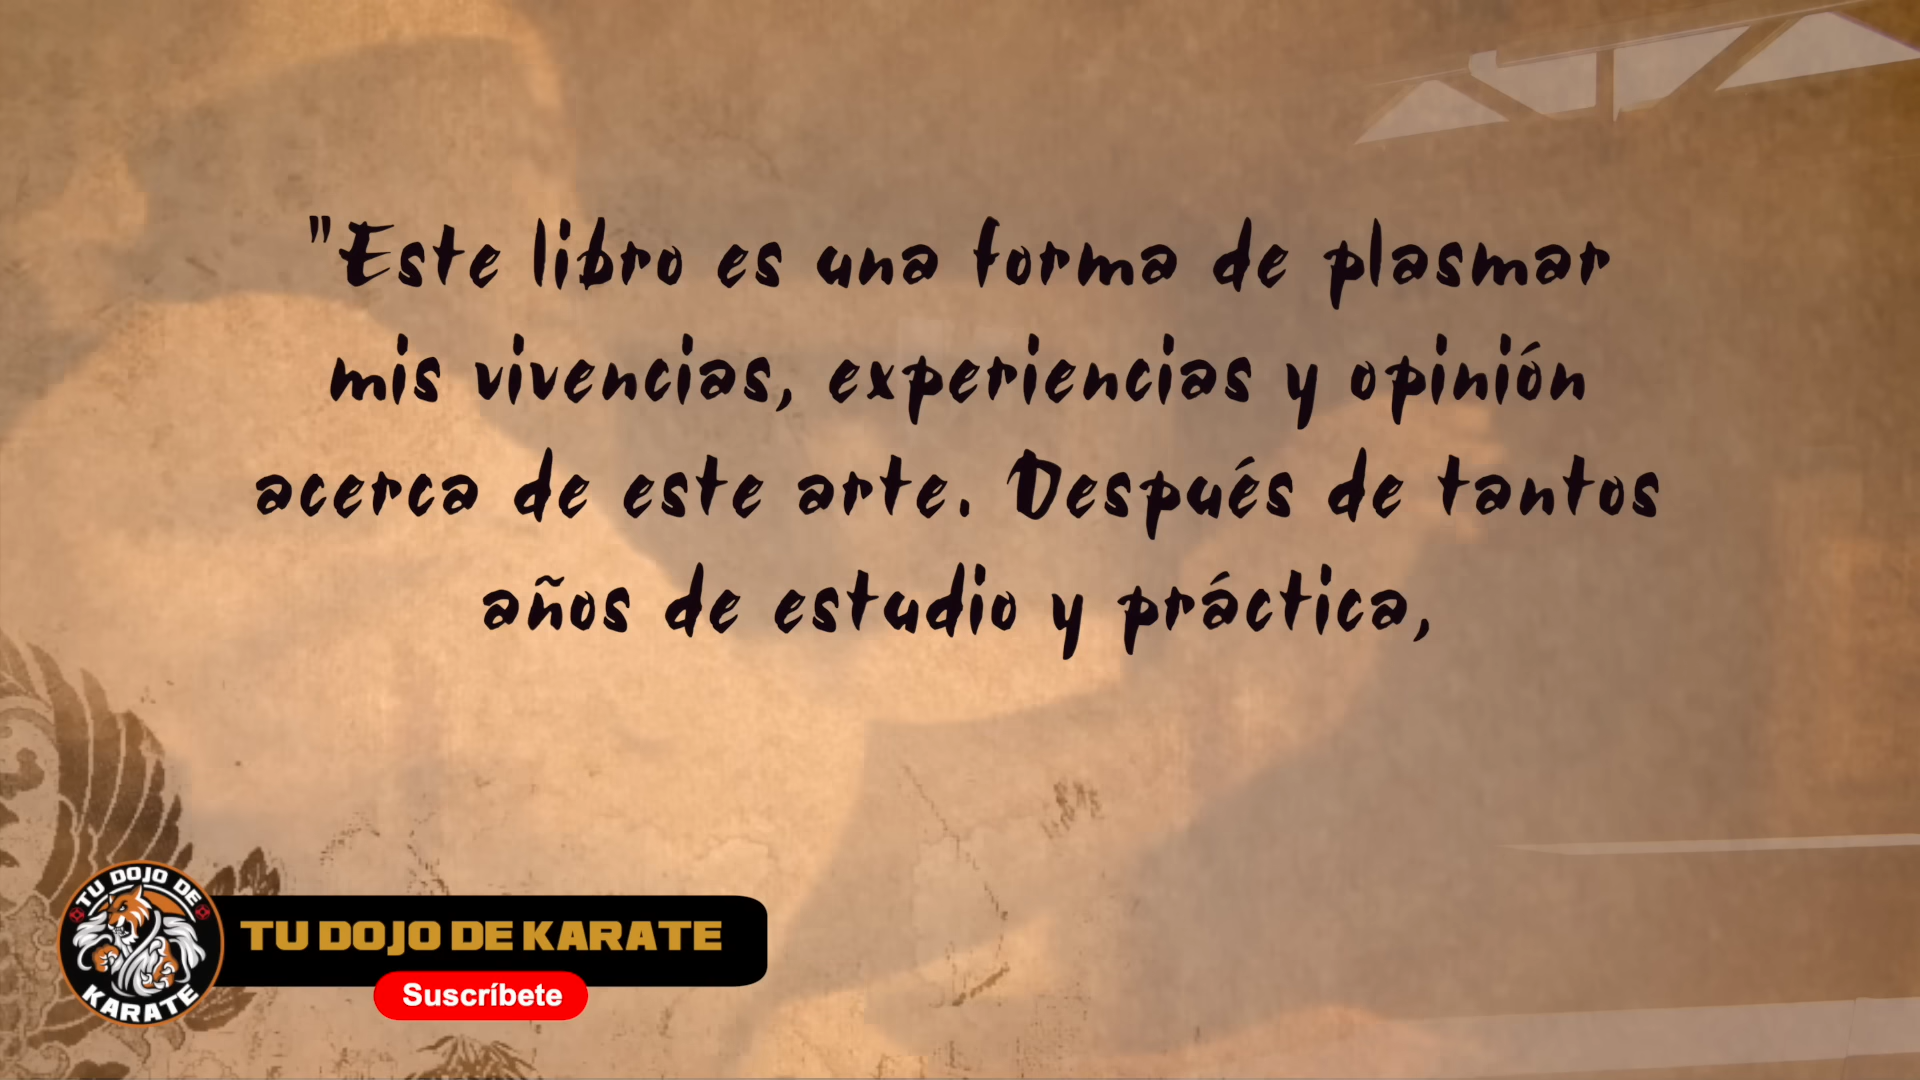 "Este libro es una forma de plasmar
mis vivencias, experiencias y opinión
acerca de este arte. Después de tantos
años de estudio y práctica,
TU DOJO DE
KARATE
TU DOJO DE KARATE
Suscríbete